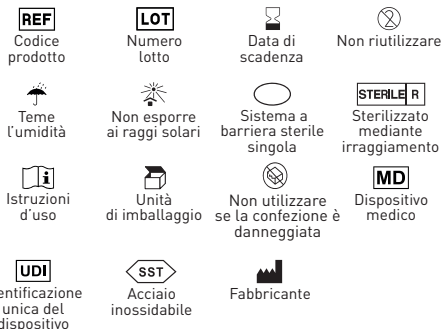 REF
Codice
prodotto
LOT
Numero
lotto
Data di
scadenza
2
Non riutilizzare
Teme
l'umidità
Non esporre
ai raggi solari
Sistema a
barriera sterile
singola
STERILE R
Sterilizzato
mediante
irraggiamento
i
Istruzioni
d'uso
Unità
di imballaggio
Non utilizzare
se la confezione è
danneggiata
MD
Dispositivo
medico
UDI
entificazione
unica del
dispositivo
SST
Acciaio
inossidabile
Fabbricante